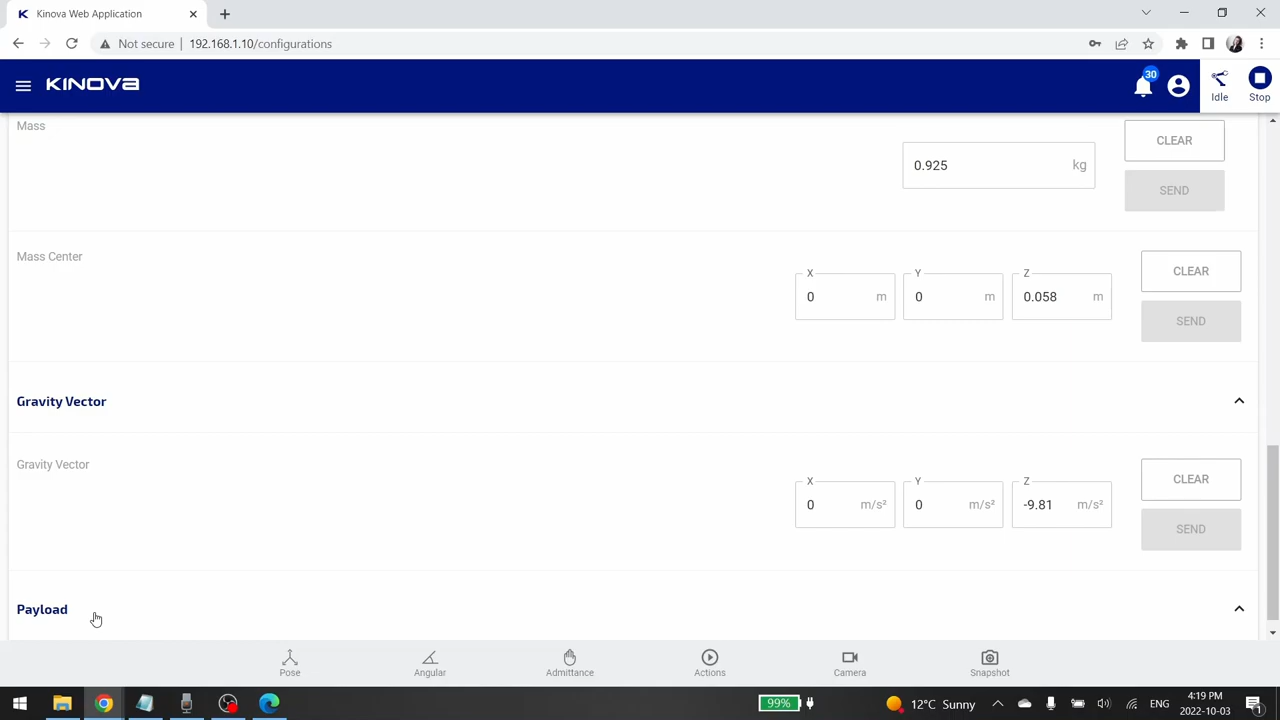 Kinova Web Application
Not secure | 192.168.1.10/configurations
KINOVA
30
Idle
Stop
Mass
0.925 kg
CLEAR
SEND
Mass Center
X
0 m
Y
0 m
Z
0.058 m
CLEAR
SEND
Gravity Vector
Gravity Vector
X
0 m/s²
Y
0 m/s²
Z
-9.81 m/s²
CLEAR
SEND
Payload
Pose
Angular
Admittance
Actions
Camera
Snapshot
99%
12°C Sunny
ENG
4:19 PM
2022-10-03
1